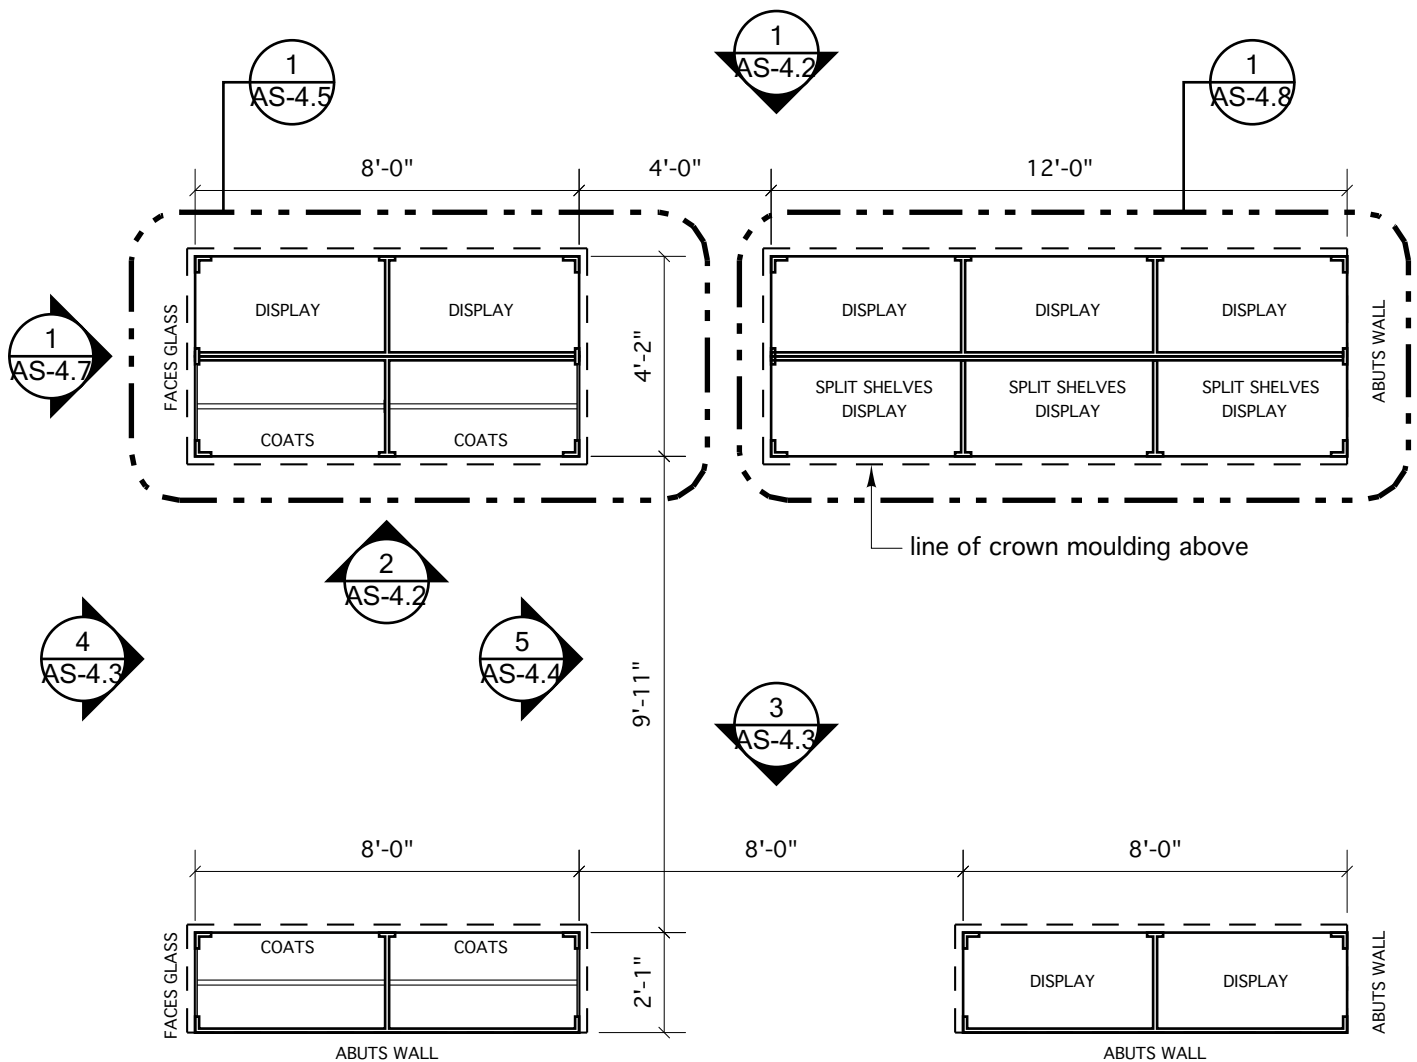 1
AS-4.5
1
AS-4.2
1
AS-4.8
8'-0"
4'-0"
12'-0"
1
AS-4.7
FACES GLASS
DISPLAY
DISPLAY
COATS
COATS
4'-2"
DISPLAY
DISPLAY
DISPLAY
SPLIT SHELVES
DISPLAY
SPLIT SHELVES
DISPLAY
SPLIT SHELVES
DISPLAY
ABUTS WALL
line of crown moulding above
2
AS-4.2
4
AS-4.3
5
AS-4.4
9'-11"
3
AS-4.3
8'-0"
8'-0"
8'-0"
FACES GLASS
COATS
COATS
2'-1"
DISPLAY
DISPLAY
ABUTS WALL
ABUTS WALL
ABUTS WALL